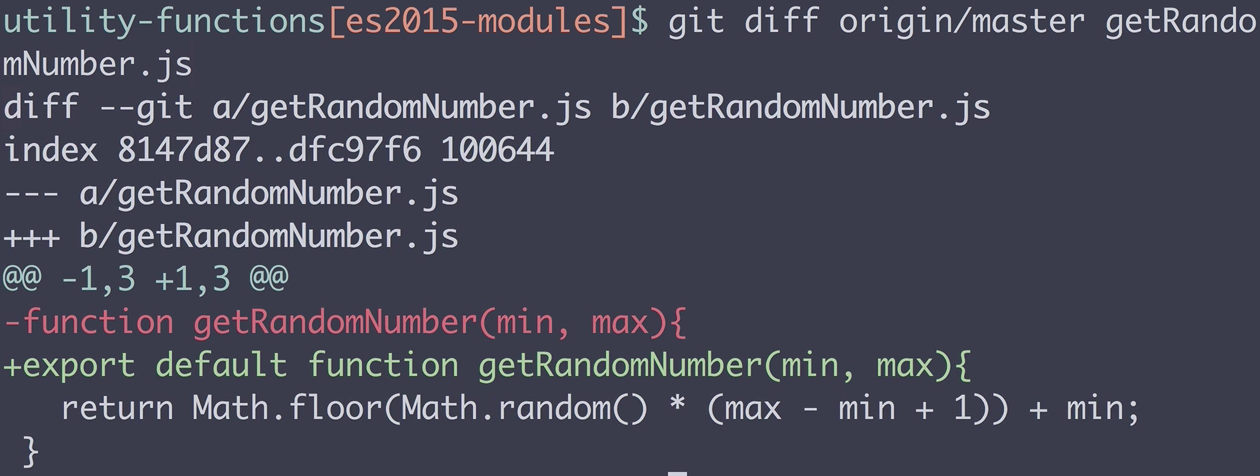 utility-functions[es2015-modules]$ git diff origin/master getRando
mNumber.js
diff --git a/getRandomNumber.js b/getRandomNumber.js
index 8147d87..dfc97f6 100644
--- a/getRandomNumber.js
+++ b/getRandomNumber.js
@@ -1,3 +1,3 @@
-function getRandomNumber(min, max){
+export default function getRandomNumber(min, max){
   return Math.floor(Math.random() * (max - min + 1)) + min;
 }